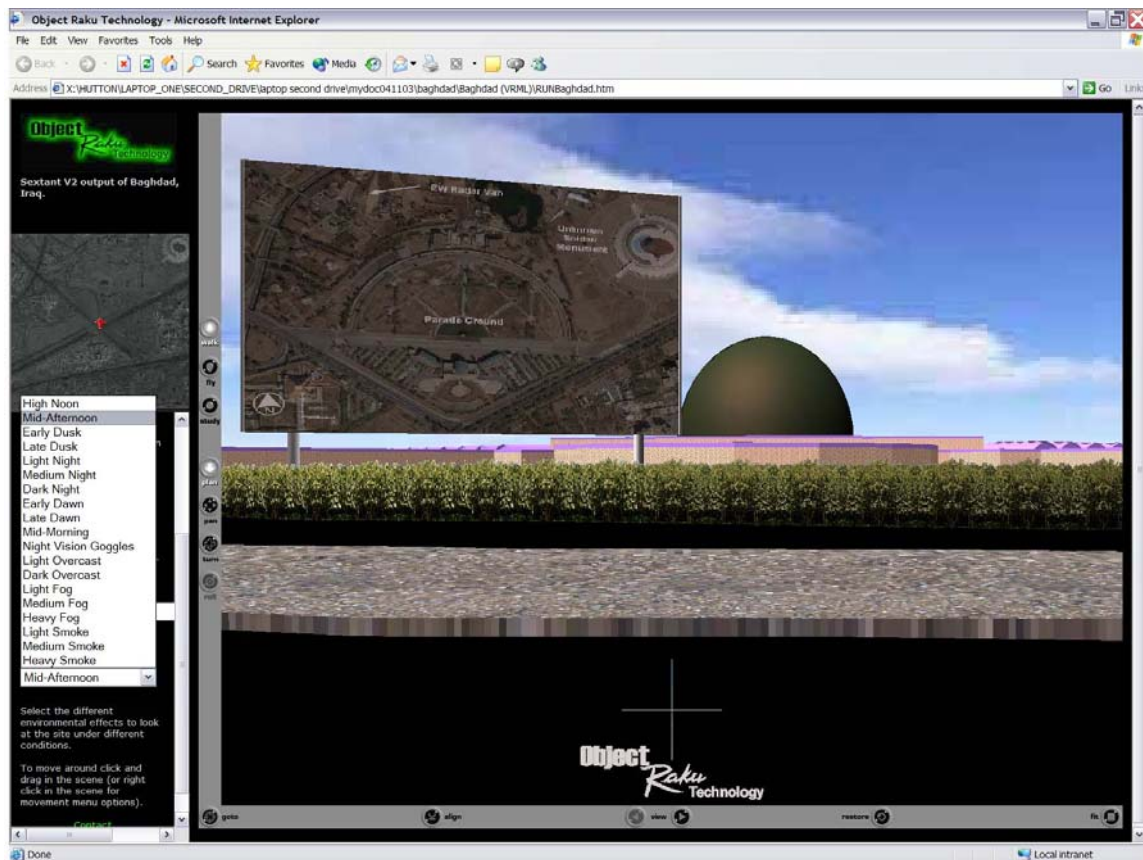 Object Raku Technology - Microsoft Internet Explorer
File Edit View Favorites Tools Help
Back Search Favorites Media
Address X:\HUTTON\LAPTOP_ONE\SECOND_DRIVE\laptop second drive\mydoc041103\baghdad\Baghdad (VRML)\RUNBaghdad.htm Go Links
Object
Raku
Technology
Sextant V2 output of Baghdad,
Iraq.
EW Radar Van
Unknown
Soldier
Monument
Parade Ground
N
walk
fly
study
plan
pan
turn
roll
High Noon
Mid-Afternoon
Early Dusk
Late Dusk
Light Night
Medium Night
Dark Night
Early Dawn
Late Dawn
Mid-Morning
Night Vision Goggles
Light Overcast
Dark Overcast
Light Fog
Medium Fog
Heavy Fog
Light Smoke
Medium Smoke
Heavy Smoke
Mid-Afternoon
Select the different
environmental effects to look
at the site under different
conditions.
To move around click and
drag in the scene (or right
click in the scene for
movement menu options).
Contact
Object
Raku
Technology
goto align view restore fit
Done Local intranet